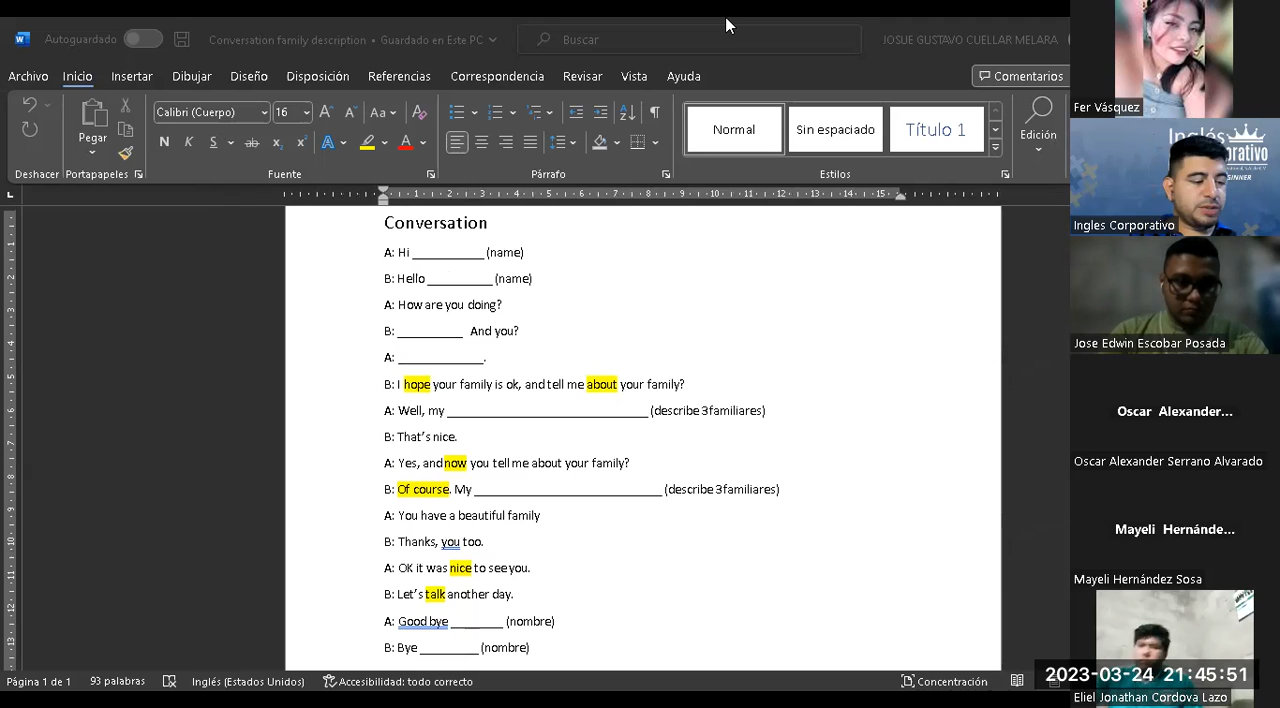 Autoguardado
Conversation family description • Guardado en Este PC
Buscar
JOSUE GUSTAVO CUELLAR MELARA
Archivo Inicio Insertar Dibujar Diseño Disposición Referencias Correspondencia Revisar Vista Ayuda
Comentarios
Calibri (Cuerpo) 16
Pegar
Normal
Sin espaciado
Título 1
Edición
Deshacer Portapapeles Fuente Párrafo Estilos
Conversation
A: Hi ___________ (name)
B: Hello __________ (name)
A: How are you doing?
B: __________ And you?
A: _____________.
B: I hope your family is ok, and tell me about your family?
A: Well, my _______________________________ (describe 3 familiares)
B: That's nice.
A: Yes, and now you tell me about your family?
B: Of course. My _____________________________ (describe 3 familiares)
A: You have a beautiful family
B: Thanks, you too.
A: OK it was nice to see you.
B: Let's talk another day.
A: Good bye ________ (nombre)
B: Bye _________ (nombre)
Página 1 de 1 93 palabras Inglés (Estados Unidos) Accesibilidad: todo correcto Concentración
Fer Vásquez
Inglés
Ingles Corporativo
Jose Edwin Escobar Posada
Oscar Alexander...
Oscar Alexander Serrano Alvarado
Mayeli Hernánde...
Mayeli Hernández Sosa
2023-03-24 21:45:51
Eliel Jonathan Cordova Lazo